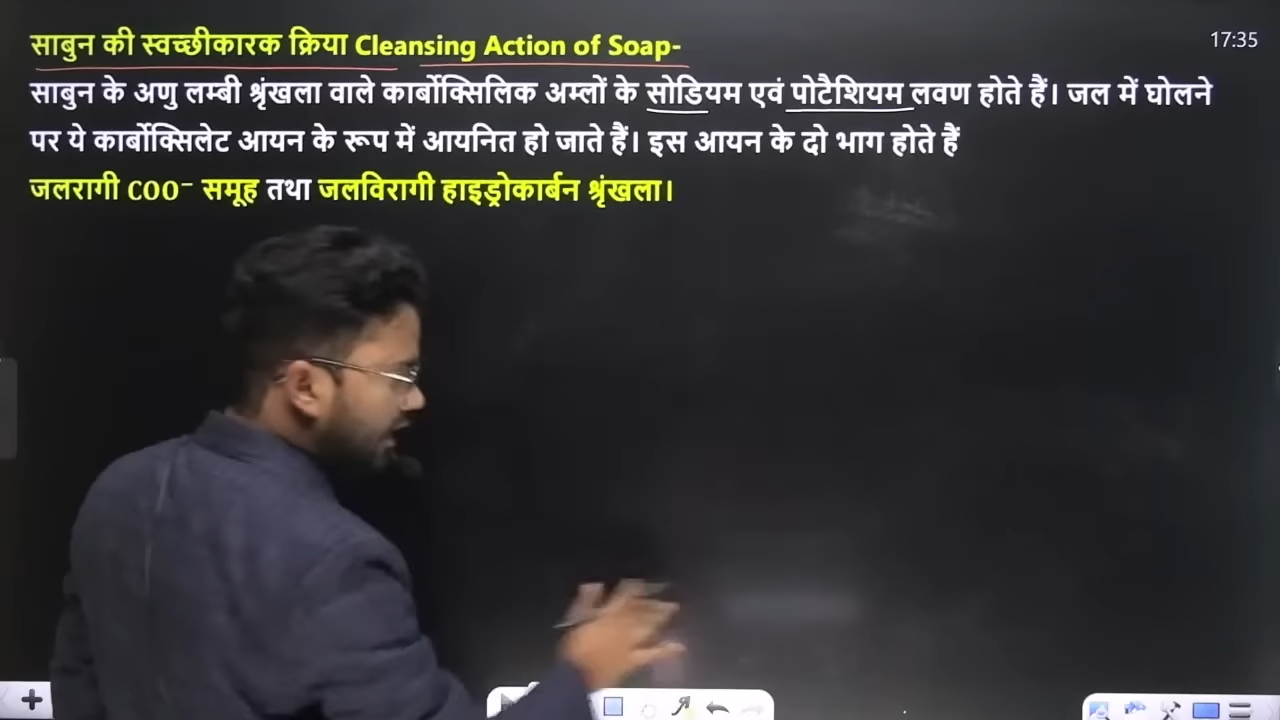 साबुन की स्वच्छीकारक क्रिया Cleansing Action of Soap-
17:35
साबुन के अणु लम्बी श्रृंखला वाले कार्बोक्सिलिक अम्लों के सोडियम एवं पोटैशियम लवण होते हैं। जल में घोलने
पर ये कार्बोक्सिलेट आयन के रूप में आयनित हो जाते हैं। इस आयन के दो भाग होते हैं
जलरागी COO⁻ समूह तथा जलविरागी हाइड्रोकार्बन श्रृंखला।